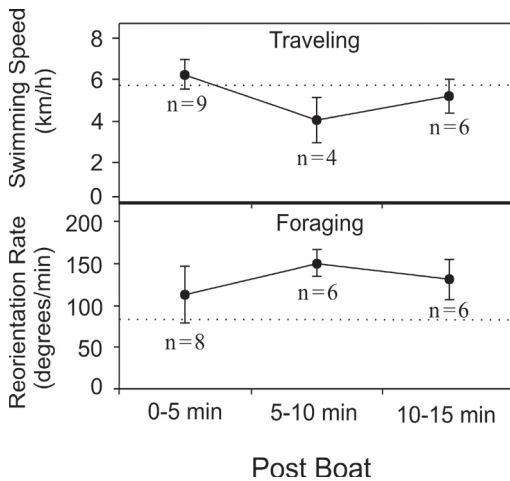 Traveling
Swimming Speed
(km/h)
8
6
4
2
0
n=9
n=4
n=6
Foraging
Reorientation Rate
(degrees/min)
200
150
100
50
0
n=8
n=6
n=6
0-5 min
5-10 min
10-15 min
Post Boat